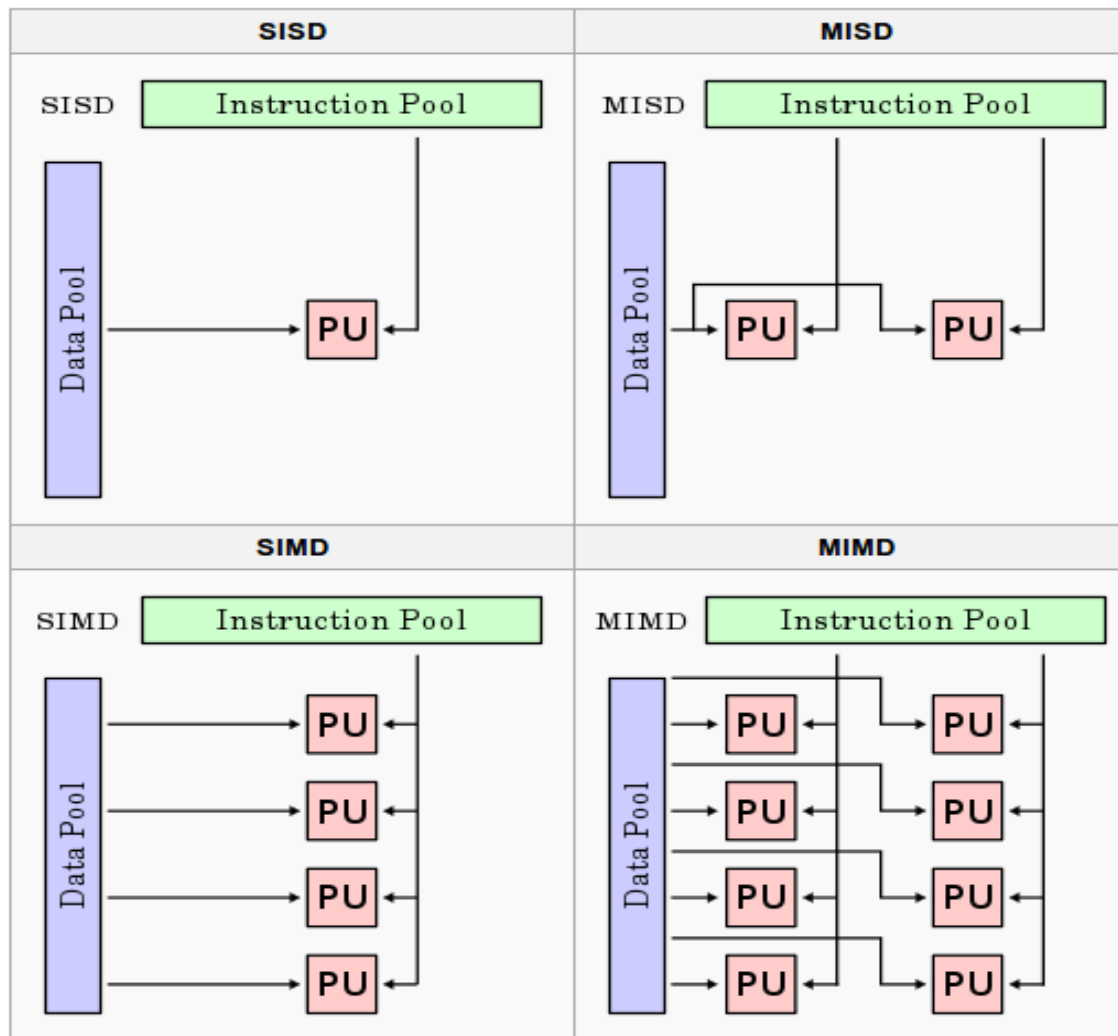 SISD
MISD
SISD
Instruction Pool
MISD
Instruction Pool
Data Pool
PU
Data Pool
PU
PU
SIMD
MIMD
SIMD
Instruction Pool
MIMD
Instruction Pool
Data Pool
PU
PU
PU
PU
Data Pool
PU
PU
PU
PU
PU
PU
PU
PU